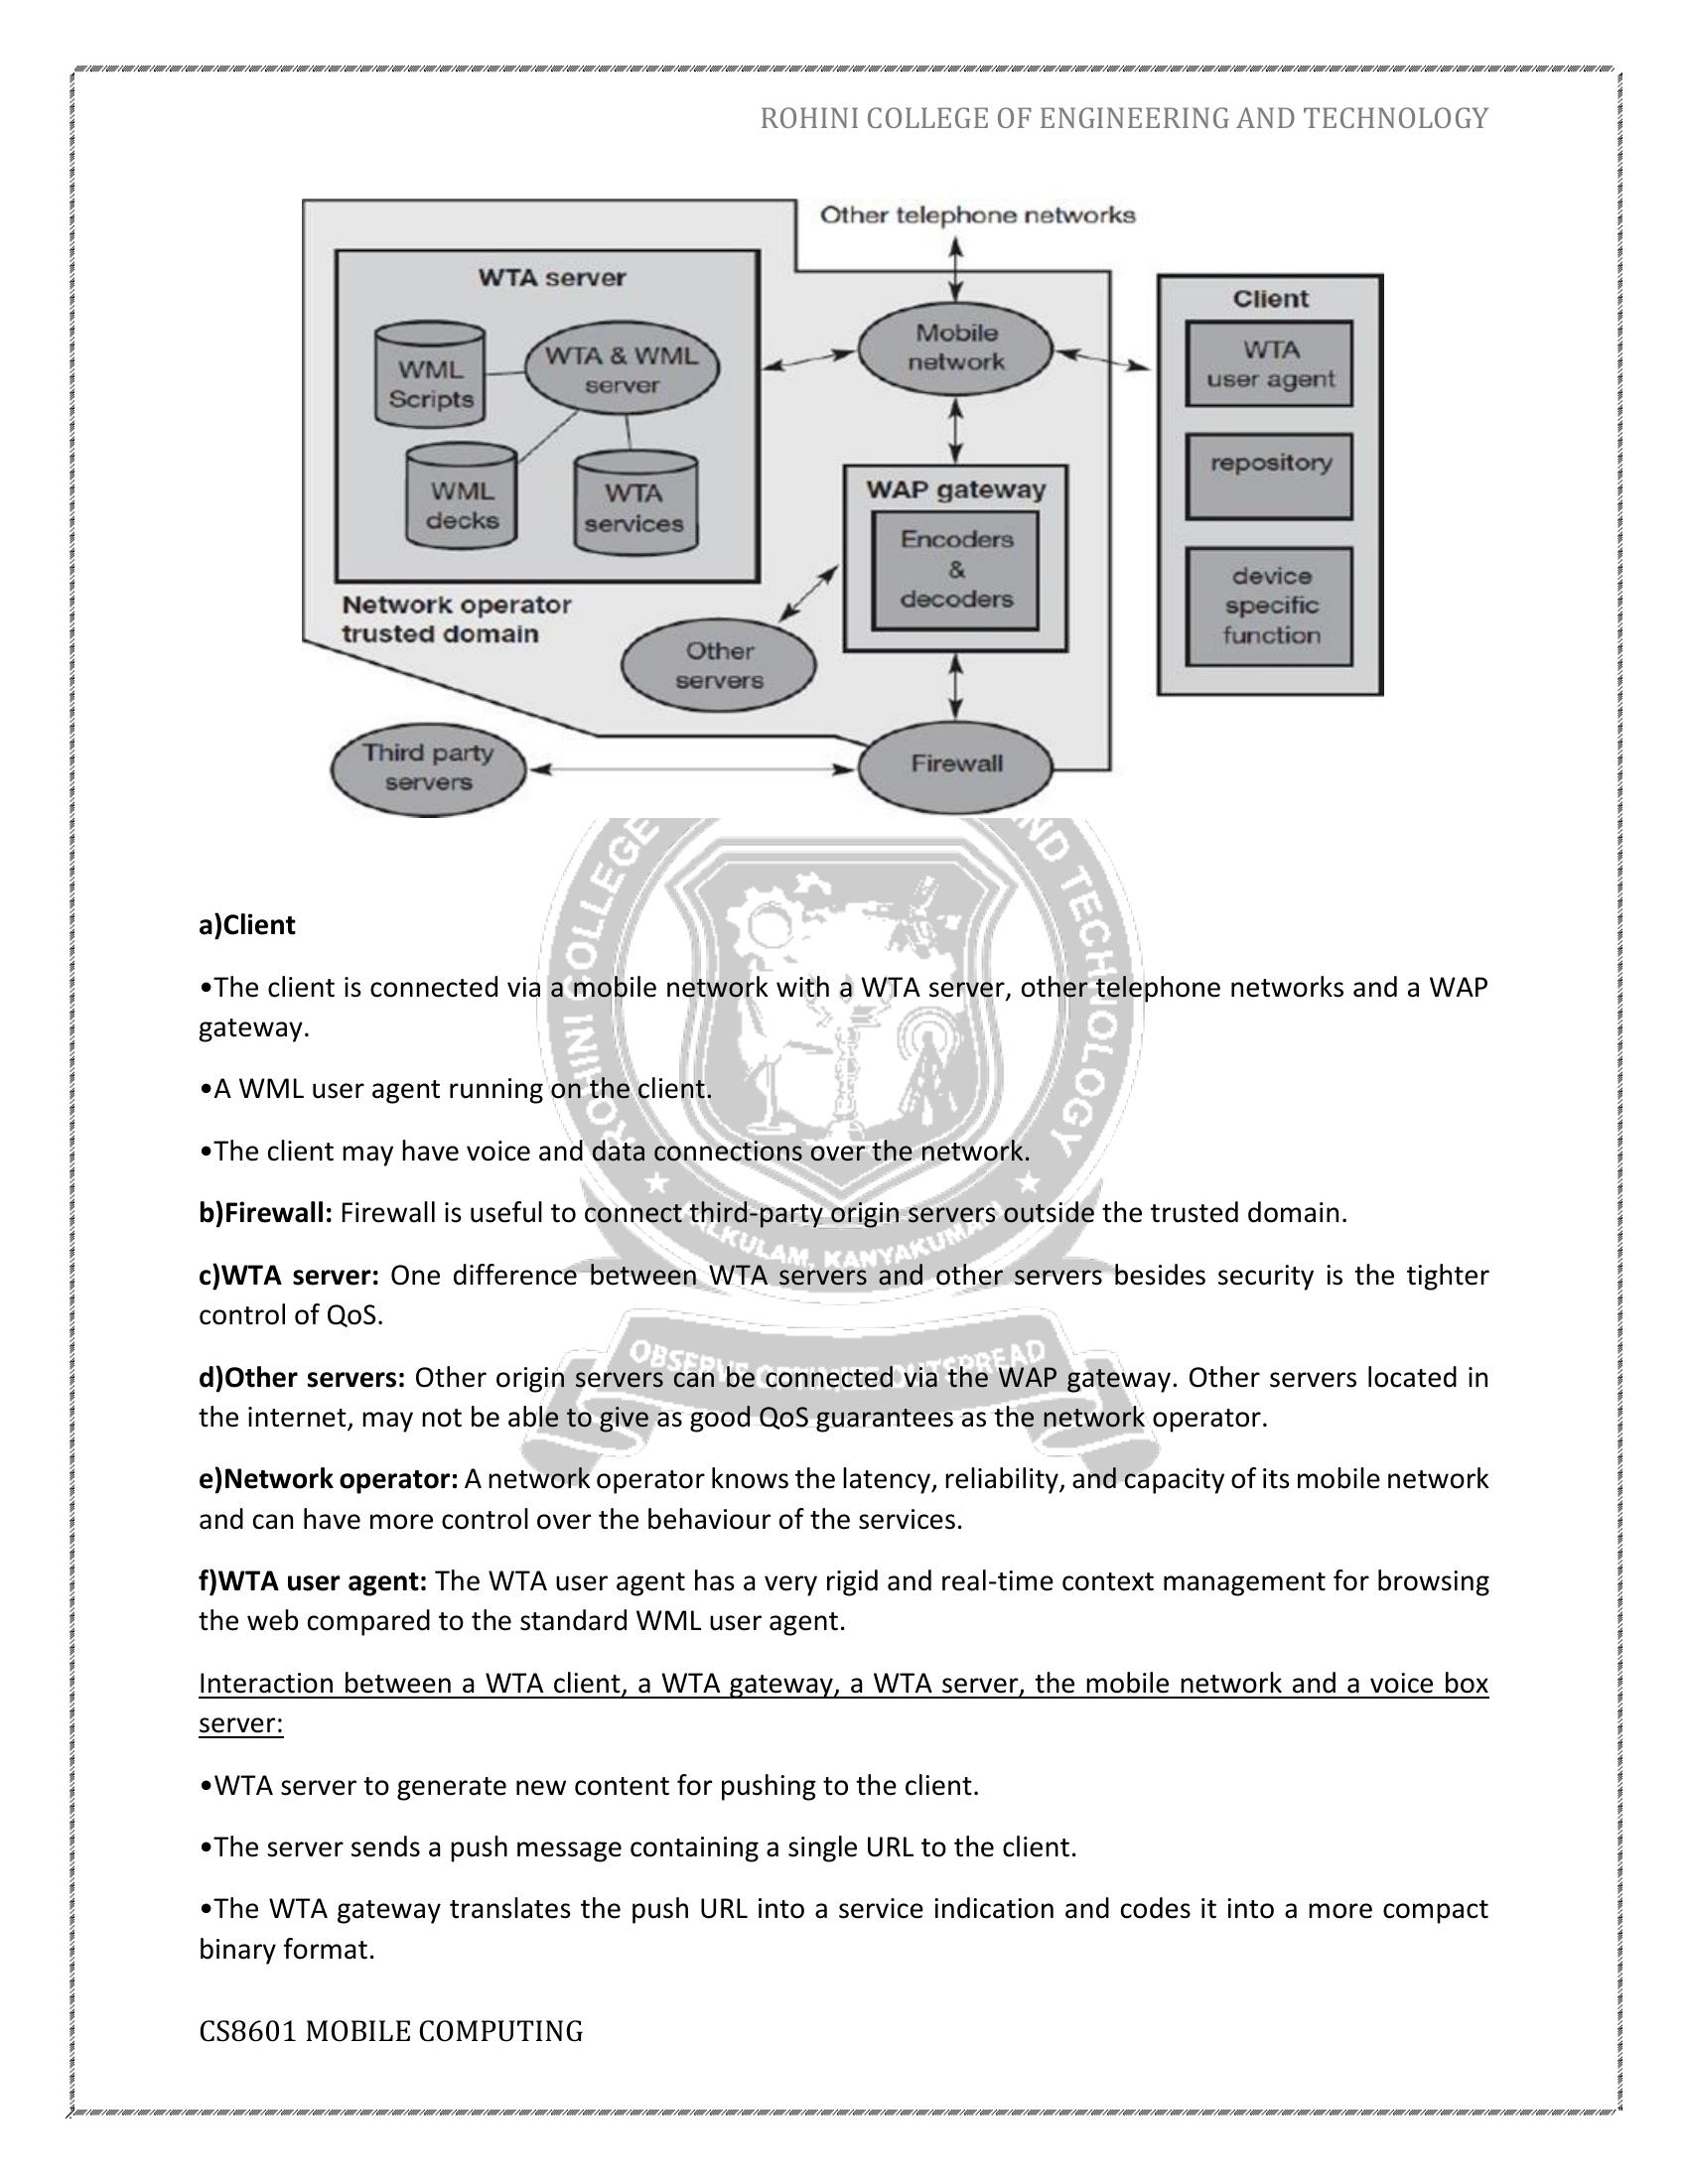 ROHINI COLLEGE OF ENGINEERING AND TECHNOLOGY
Other telephone networks
WTA server
WML
Scripts
WTA & WML
server
WML
decks
WTA
services
Network operator
trusted domain
Mobile
network
WAP gateway
Encoders
&
decoders
Other
servers
Third party
servers
Firewall
Client
WTA
user agent
repository
device
specific
function
a)Client
•The client is connected via a mobile network with a WTA server, other telephone networks and a WAP
gateway.
•A WML user agent running on the client.
•The client may have voice and data connections over the network.
b)Firewall: Firewall is useful to connect third-party origin servers outside the trusted domain.
c)WTA server: One difference between WTA servers and other servers besides security is the tighter
control of QoS.
d)Other servers: Other origin servers can be connected via the WAP gateway. Other servers located in
the internet, may not be able to give as good QoS guarantees as the network operator.
e)Network operator: A network operator knows the latency, reliability, and capacity of its mobile network
and can have more control over the behaviour of the services.
f)WTA user agent: The WTA user agent has a very rigid and real-time context management for browsing
the web compared to the standard WML user agent.
Interaction between a WTA client, a WTA gateway, a WTA server, the mobile network and a voice box
server:
•WTA server to generate new content for pushing to the client.
•The server sends a push message containing a single URL to the client.
•The WTA gateway translates the push URL into a service indication and codes it into a more compact
binary format.
CS8601 MOBILE COMPUTING
ROHINI COLLEGE
ND TECHNOLOGY
OUTSPREAD